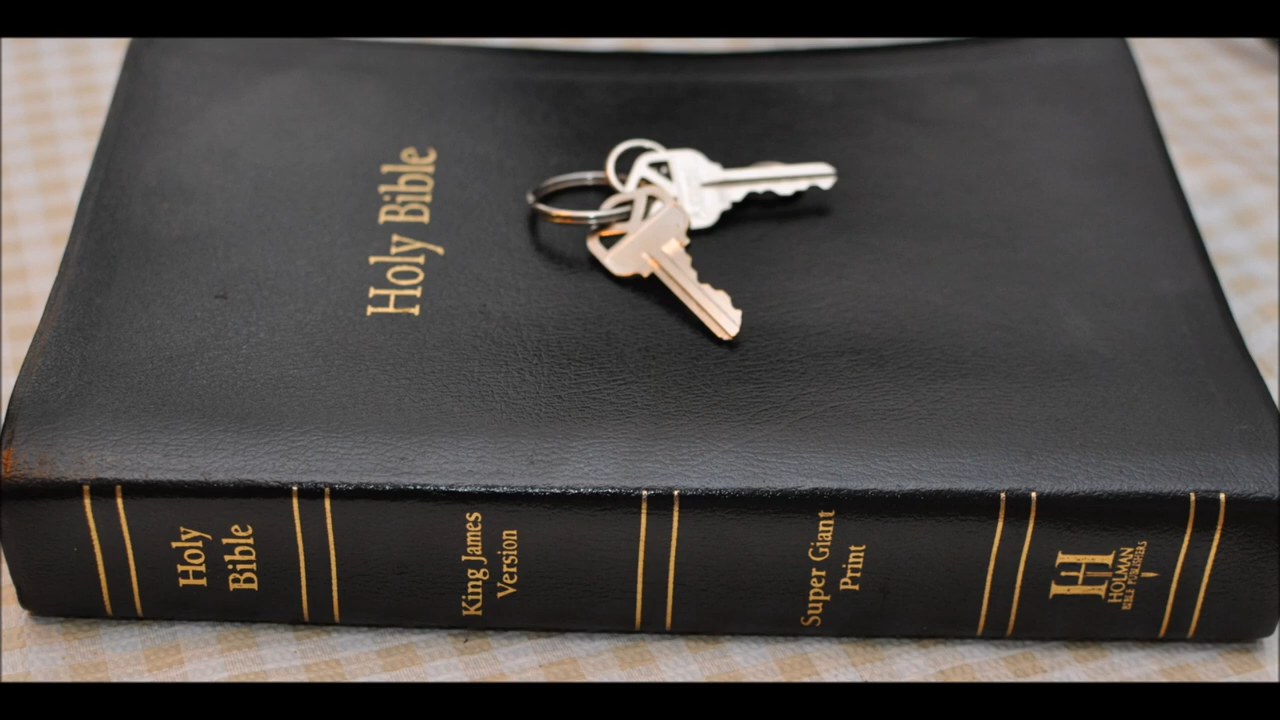 Holy Bible
Holy
Bible
King James
Version
Super Giant
Print
HOLMAN
BIBLE PUBLISHERS